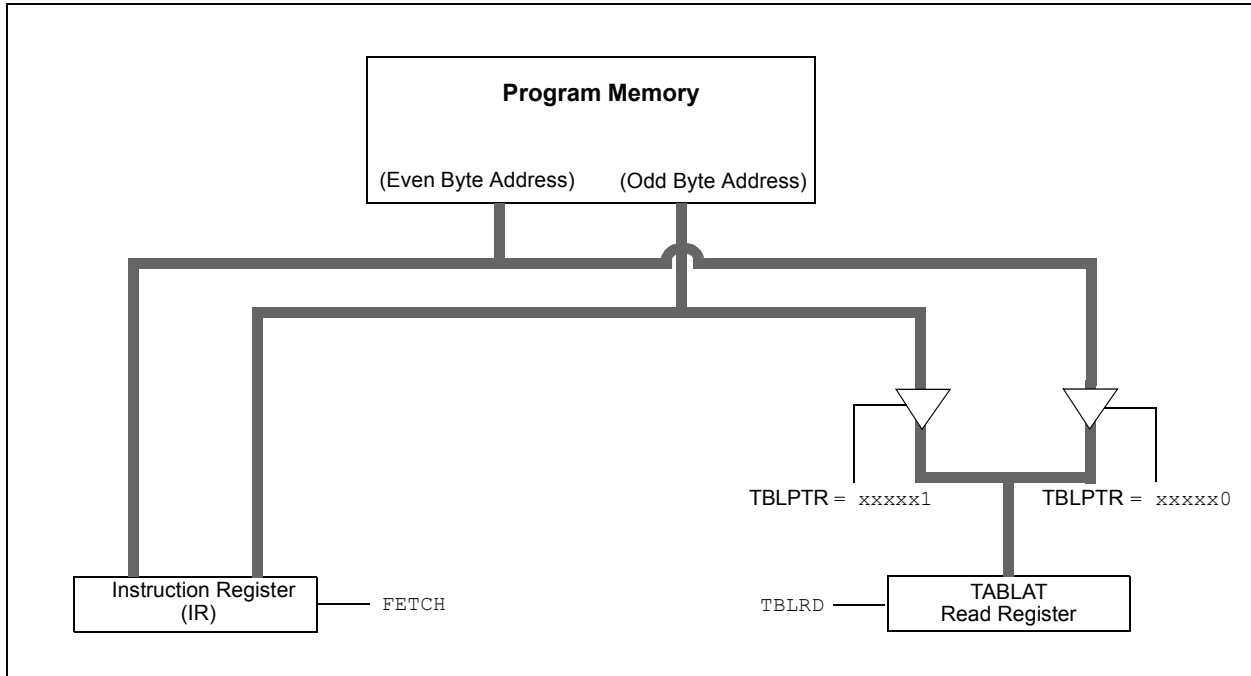 Program Memory
(Even Byte Address)
(Odd Byte Address)
TBLPTR = xxxxx1
TBLPTR = xxxxx0
Instruction Register
(IR)
FETCH
TBLRD
TABLAT
Read Register